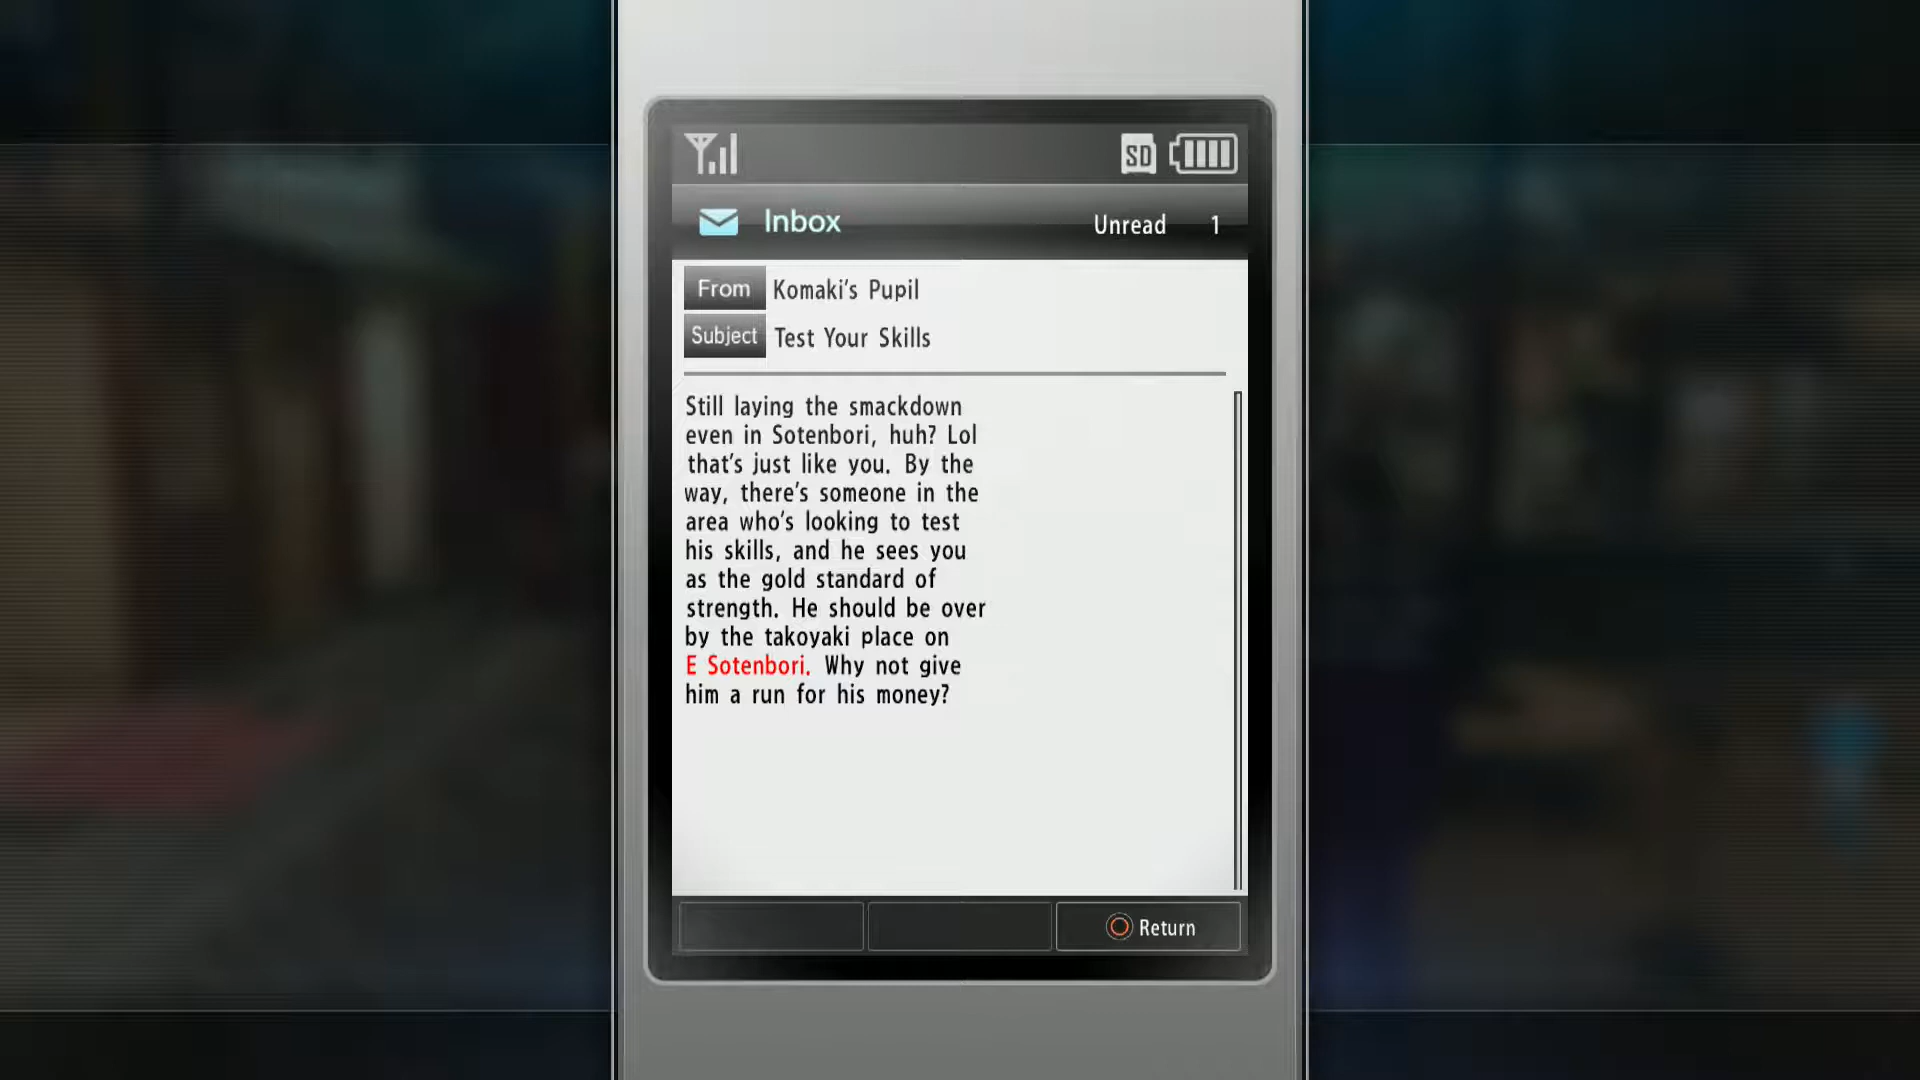 SD
Inbox Unread 1
From Komaki's Pupil
Subject Test Your Skills
Still laying the smackdown
even in Sotenbori, huh? Lol
that's just like you. By the
way, there's someone in the
area who's looking to test
his skills, and he sees you
as the gold standard of
strength. He should be over
by the takoyaki place on
E Sotenbori. Why not give
him a run for his money?
Return